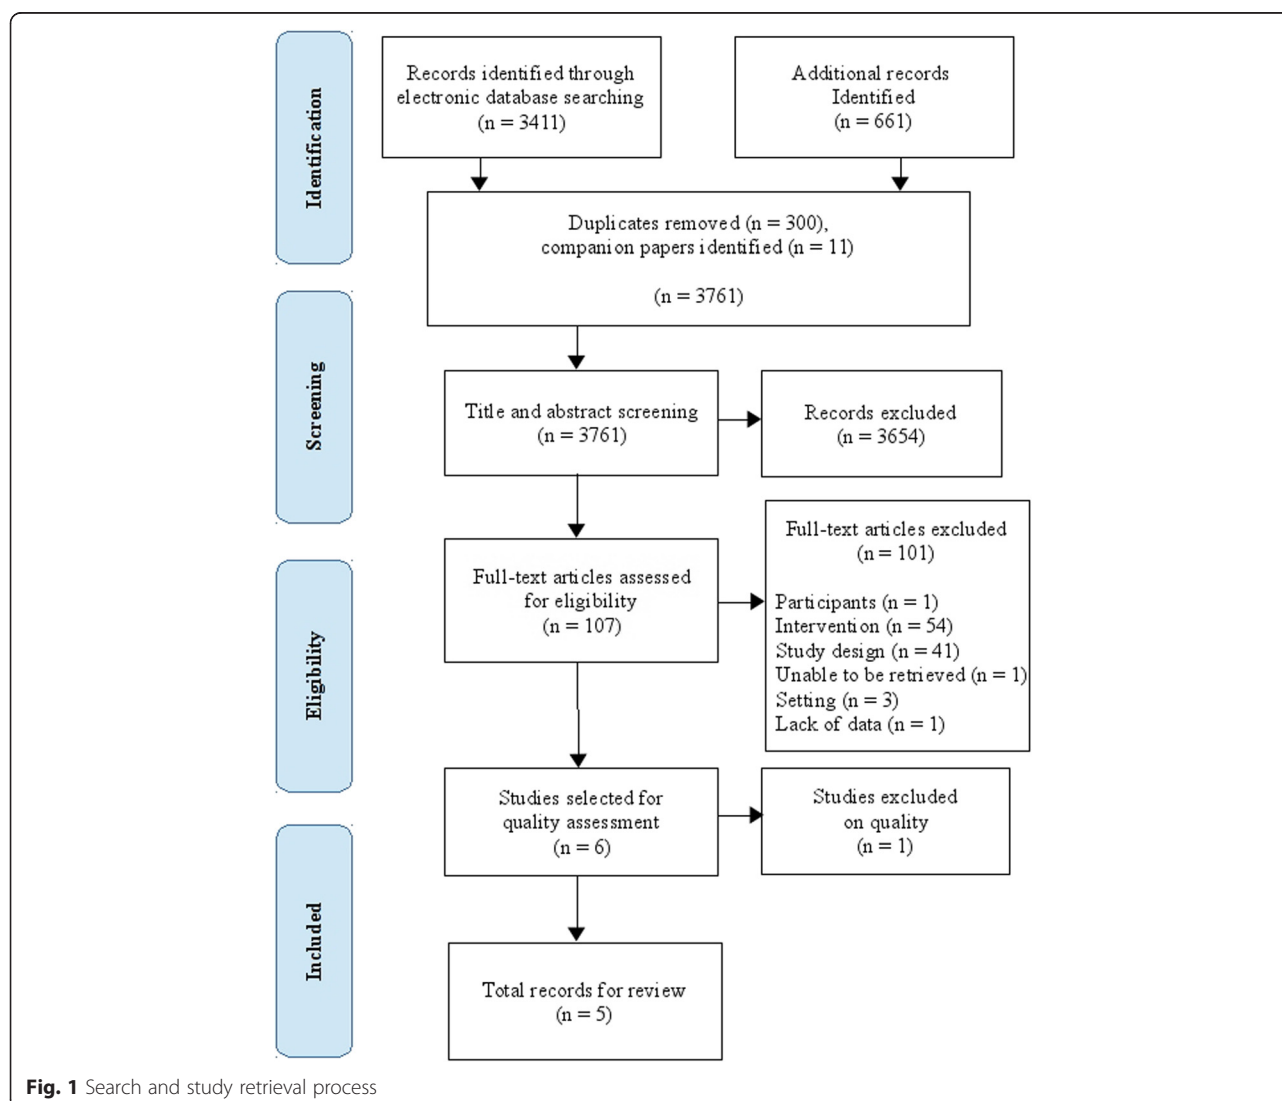 Identification
Records identified through
electronic database searching
(n = 3411)
Additional records
Identified
(n = 661)
Duplicates removed (n = 300),
companion papers identified (n = 11)
(n = 3761)
Screening
Title and abstract screening
(n = 3761)
Records excluded
(n = 3654)
Eligibility
Full-text articles assessed
for eligibility
(n = 107)
Full-text articles excluded
(n = 101)
Participants (n = 1)
Intervention (n = 54)
Study design (n = 41)
Unable to be retrieved (n = 1)
Setting (n = 3)
Lack of data (n = 1)
Studies selected for
quality assessment
(n = 6)
Studies excluded
on quality
(n = 1)
Included
Total records for review
(n = 5)
Fig. 1 Search and study retrieval process